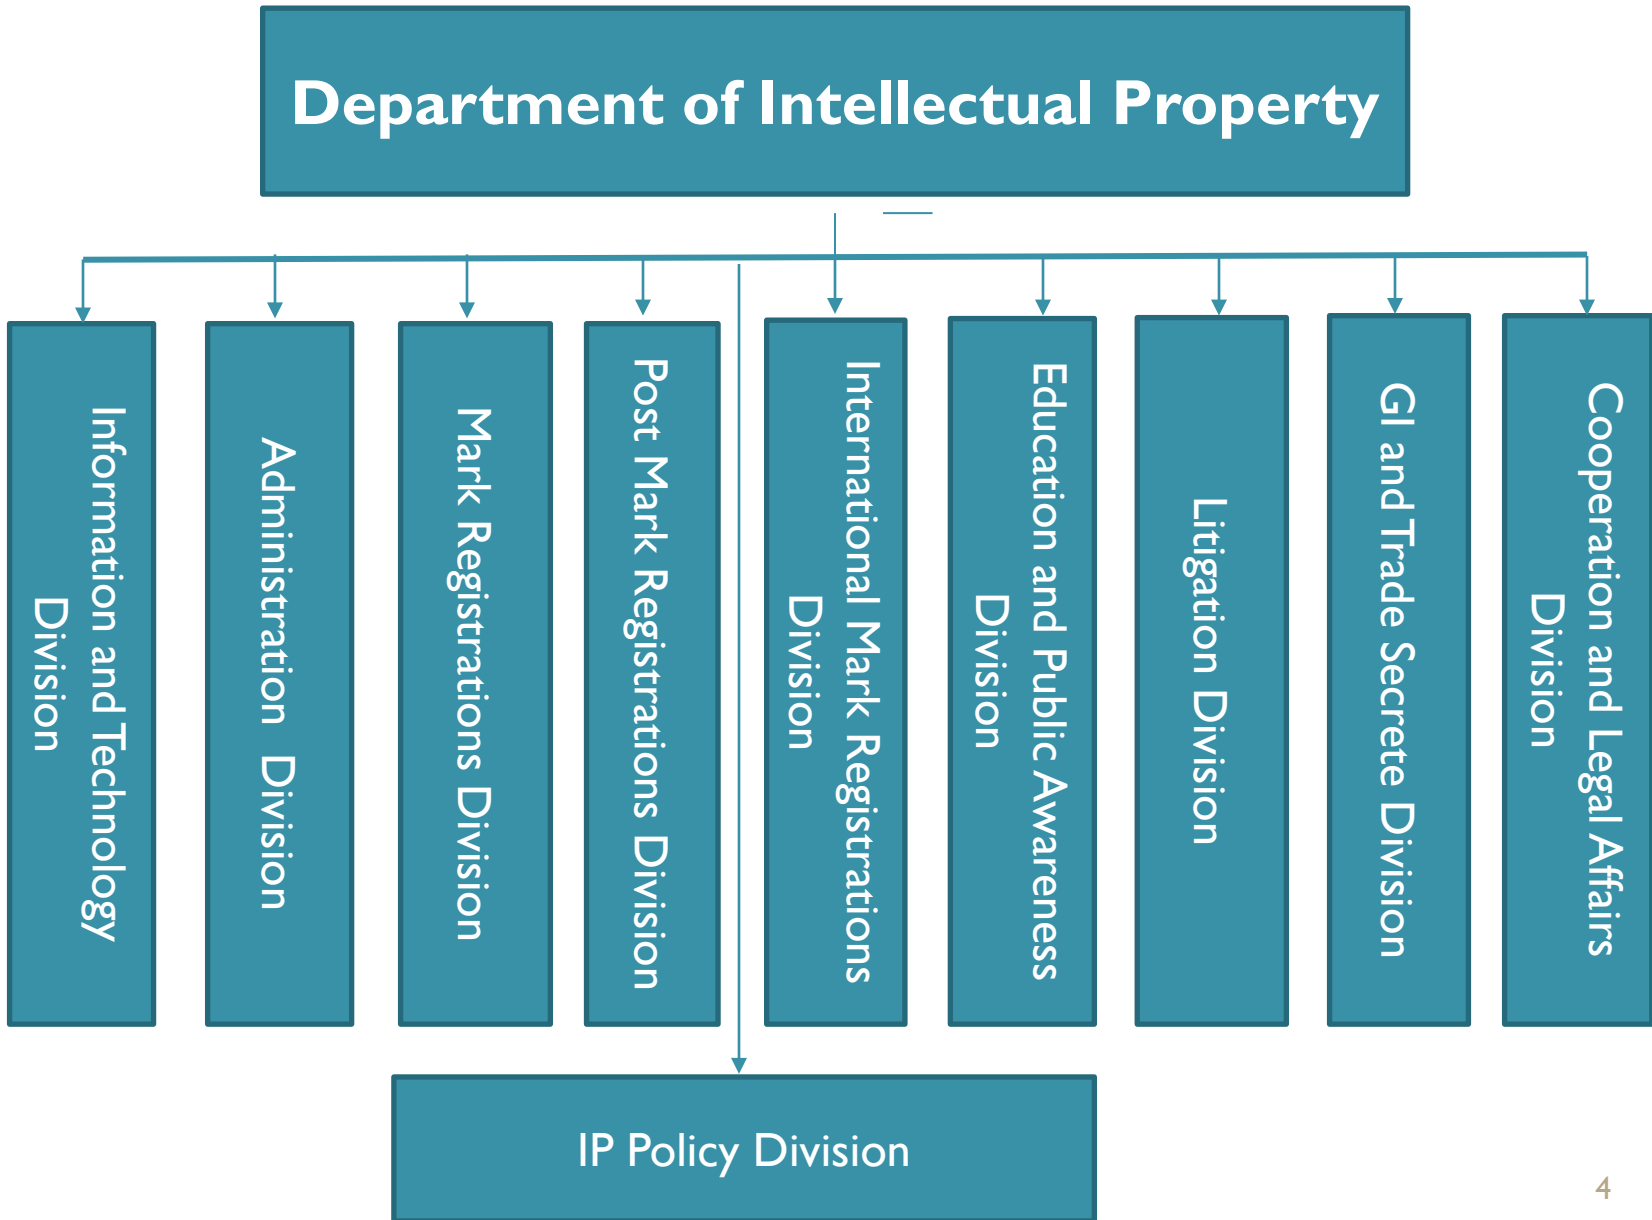 Department of Intellectual Property
Information and Technology
Division
Administration Division
Mark Registrations Division
Post Mark Registrations Division
International Mark Registrations
Division
Education and Public Awareness
Division
Litigation Division
GI and Trade Secrete Division
Cooperation and Legal Affairs
Division
IP Policy Division
4